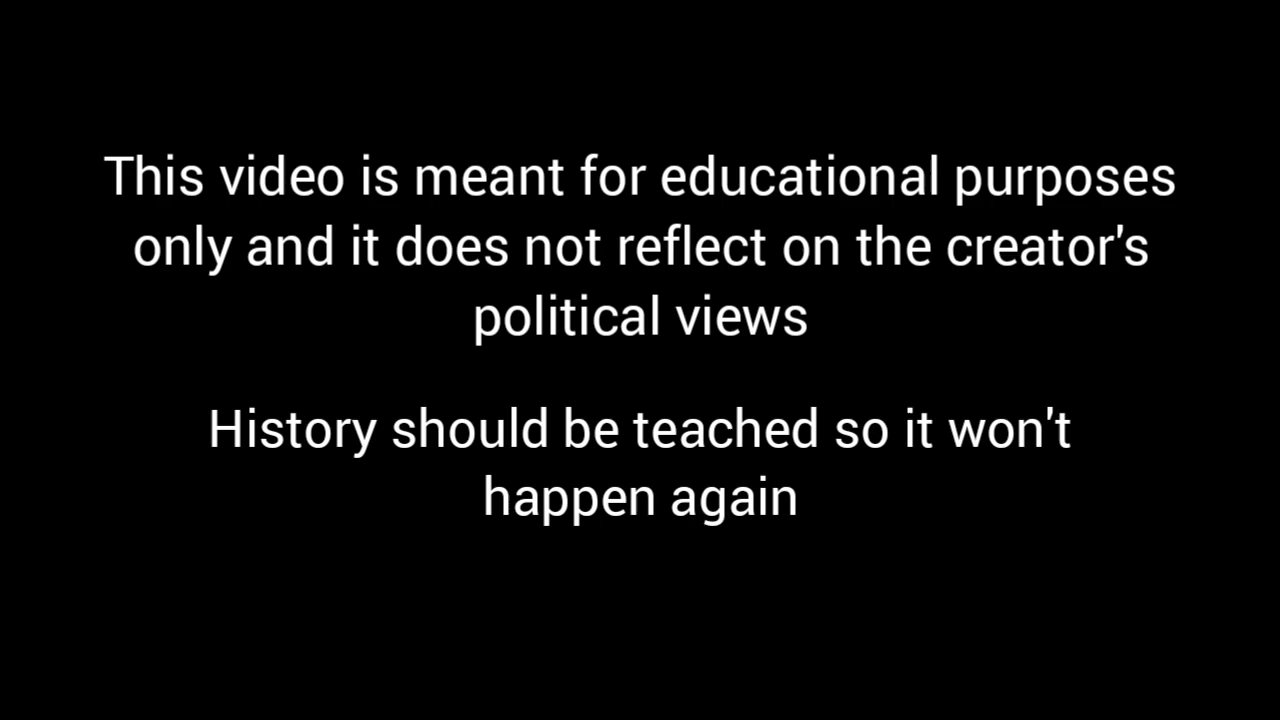 This video is meant for educational purposes
only and it does not reflect on the creator's
political views
History should be teached so it won't
happen again